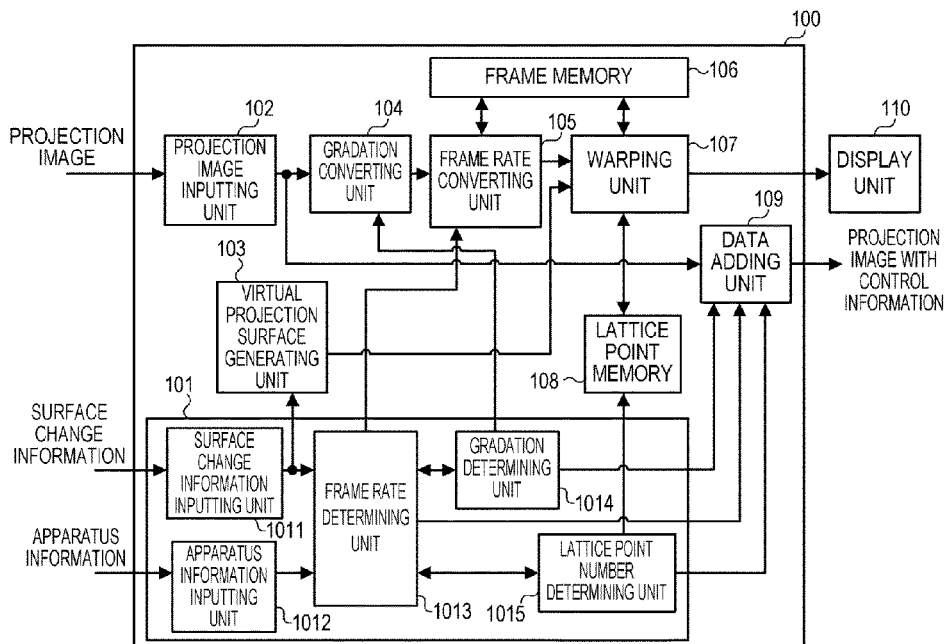 100
FRAME MEMORY
106
102
104
105
107
110
PROJECTION
IMAGE
PROJECTION
IMAGE
INPUTTING
UNIT
GRADATION
CONVERTING
UNIT
FRAME RATE
CONVERTING
UNIT
WARPING
UNIT
DISPLAY
UNIT
109
DATA
ADDING
UNIT
PROJECTION
IMAGE WITH
CONTROL
INFORMATION
103
VIRTUAL
PROJECTION
SURFACE
GENERATING
UNIT
LATTICE
POINT
MEMORY
108
101
SURFACE
CHANGE
INFORMATION
SURFACE
CHANGE
INFORMATION
INPUTTING UNIT
1011
FRAME RATE
DETERMINING
UNIT
1013
GRADATION
DETERMINING
UNIT
1014
APPARATUS
INFORMATION
APPARATUS
INFORMATION
INPUTTING
UNIT
1012
LATTICE POINT
NUMBER
DETERMINING UNIT
1015